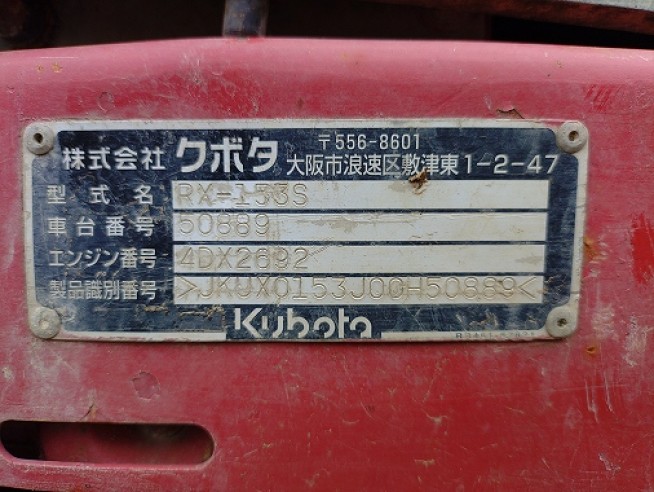 〒556-8601
株式会社 クボタ 大阪市浪速区敷津東1-2-47
型式名 RX-153S
車台番号 50889
エンジン番号 4DX2692
製品識別番号 >JKUX0153J00H50889<
Kubota